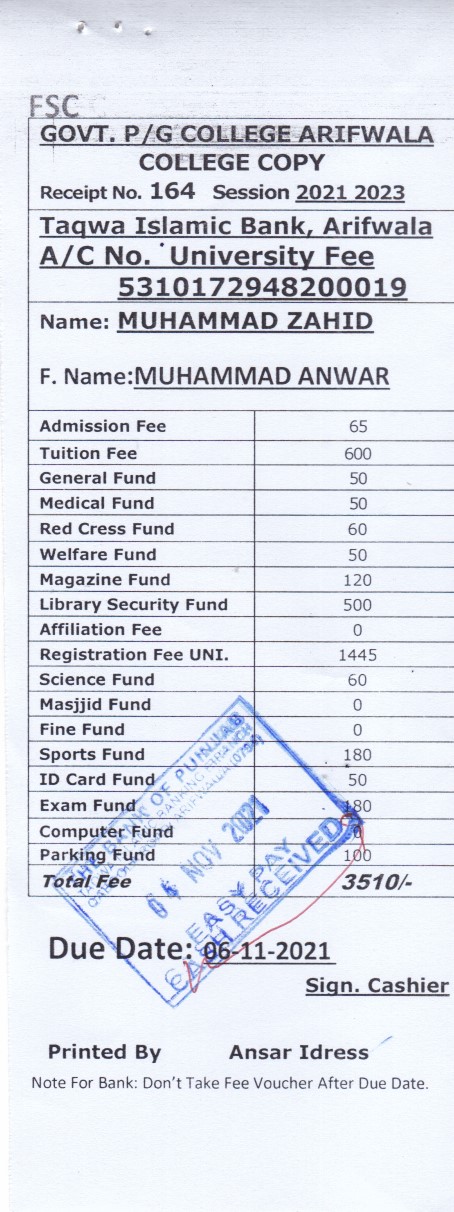 FSC
GOVT. P/G COLLEGE ARIFWALA
COLLEGE COPY
Receipt No. 164 Session 2021 2023
Taqwa Islamic Bank, Arifwala
A/C No. University Fee
5310172948200019
Name: MUHAMMAD ZAHID
F. Name:MUHAMMAD ANWAR
Admission Fee 65
Tuition Fee 600
General Fund 50
Medical Fund 50
Red Cress Fund 60
Welfare Fund 50
Magazine Fund 120
Library Security Fund 500
Affiliation Fee 0
Registration Fee UNI. 1445
Science Fund 60
Masjjid Fund 0
Fine Fund 0
Sports Fund 180
ID Card Fund 50
Exam Fund 180
Computer Fund 0
Parking Fund 100
Total Fee 3510/-
THE BANK OF PUNJAB
NOV 2021
EASY PAY
CASH RECEIVED
Due Date: 06-11-2021
Sign. Cashier
Printed By Ansar Idress
Note For Bank: Don't Take Fee Voucher After Due Date.